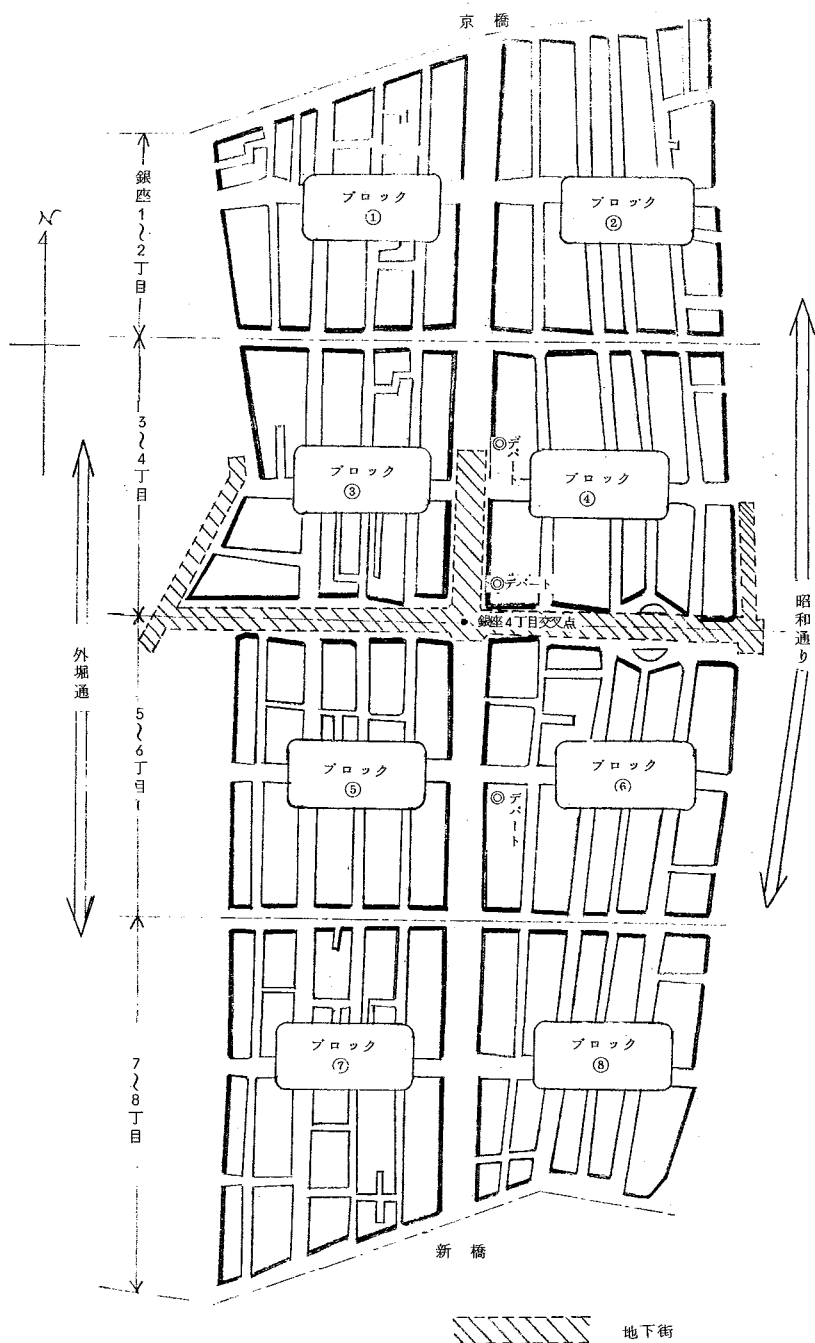 京橋
N
銀座1〜2丁目
ブロック
①
ブロック
②
3〜4丁目
◎デパート
ブロック
③
ブロック
④
◎デパート
銀座4丁目交叉点
外堀通
昭和通り
5〜6丁目
ブロック
⑤
ブロック
⑥
◎デパート
7〜8丁目
ブロック
⑦
ブロック
⑧
新橋
地下街